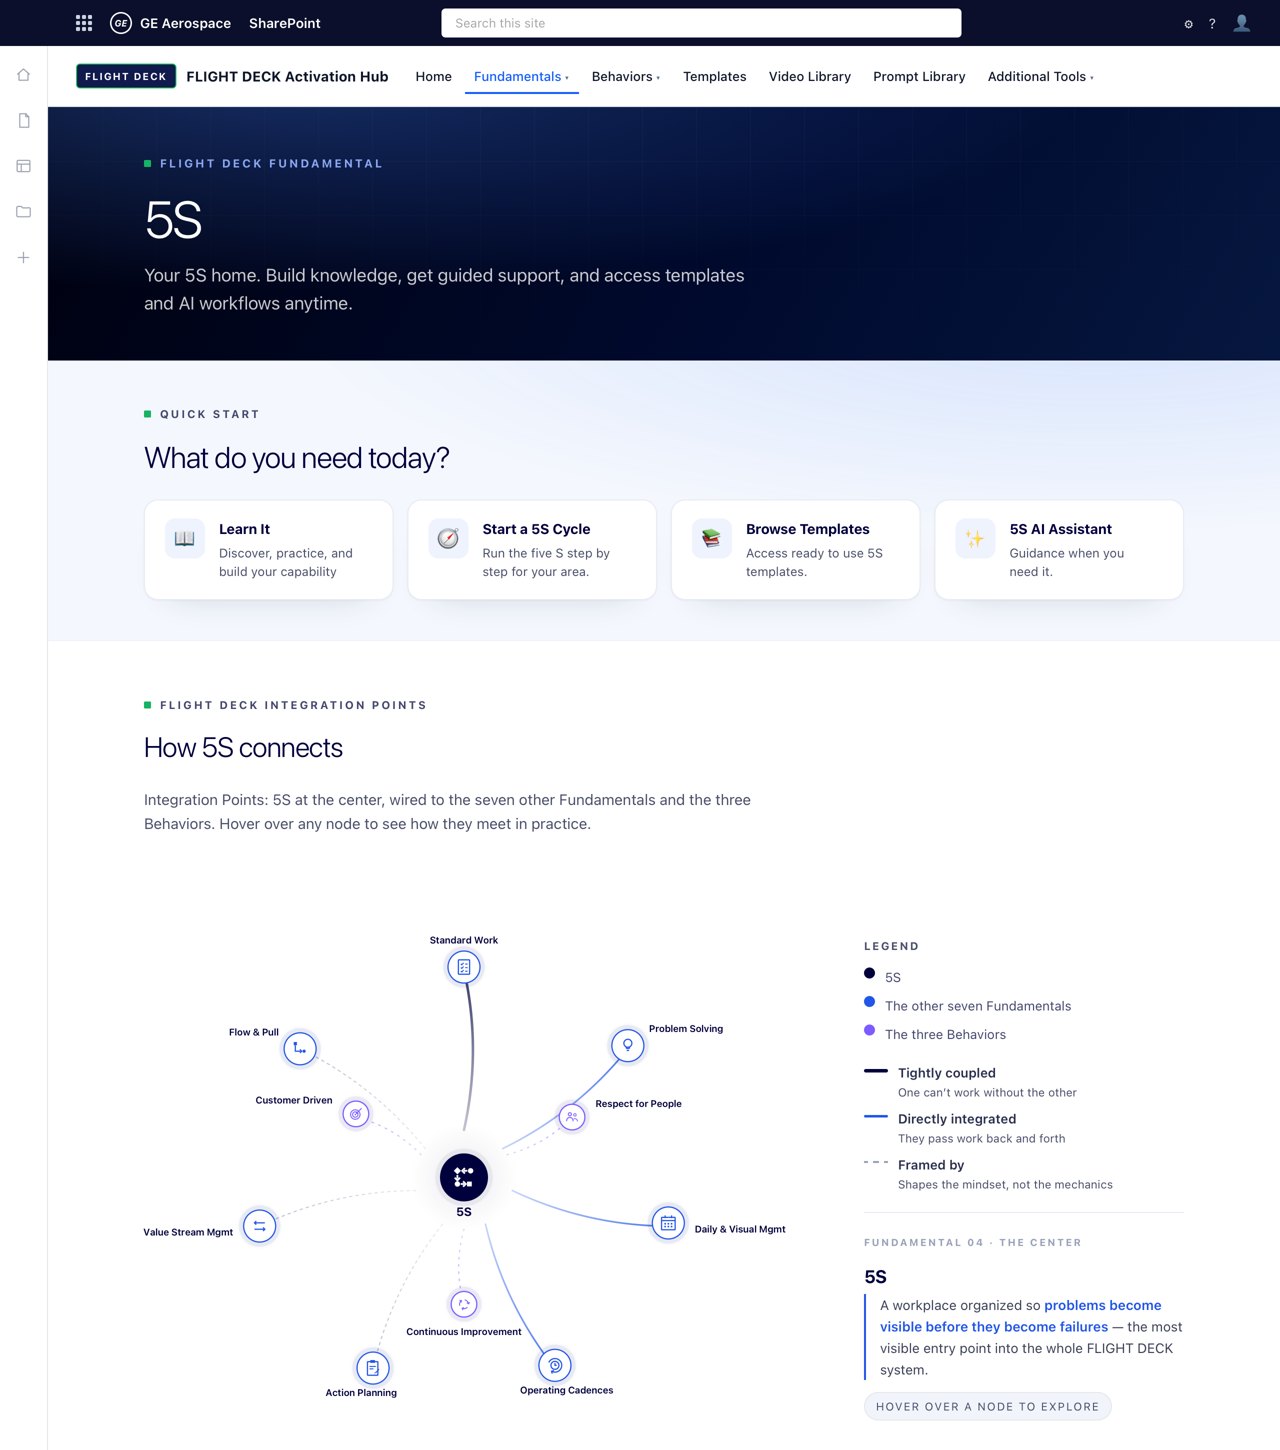 GE Aerospace SharePoint Search this site ?
FLIGHT DECK FLIGHT DECK Activation Hub Home Fundamentals Behaviors Templates Video Library Prompt Library Additional Tools
FLIGHT DECK FUNDAMENTAL
5S
Your 5S home. Build knowledge, get guided support, and access templates
and AI workflows anytime.
QUICK START
What do you need today?
Learn It
Discover, practice, and
build your capability
Start a 5S Cycle
Run the five S step by
step for your area.
Browse Templates
Access ready to use 5S
templates.
5S AI Assistant
Guidance when you
need it.
FLIGHT DECK INTEGRATION POINTS
How 5S connects
Integration Points: 5S at the center, wired to the seven other Fundamentals and the three
Behaviors. Hover over any node to see how they meet in practice.
Standard Work
Flow & Pull
Problem Solving
Customer Driven
Respect for People
5S
Value Stream Mgmt
Daily & Visual Mgmt
Continuous Improvement
Action Planning
Operating Cadences
LEGEND
5S
The other seven Fundamentals
The three Behaviors
Tightly coupled
One can't work without the other
Directly integrated
They pass work back and forth
Framed by
Shapes the mindset, not the mechanics
FUNDAMENTAL 04 · THE CENTER
5S
A workplace organized so problems become
visible before they become failures — the most
visible entry point into the whole FLIGHT DECK
system.
HOVER OVER A NODE TO EXPLORE